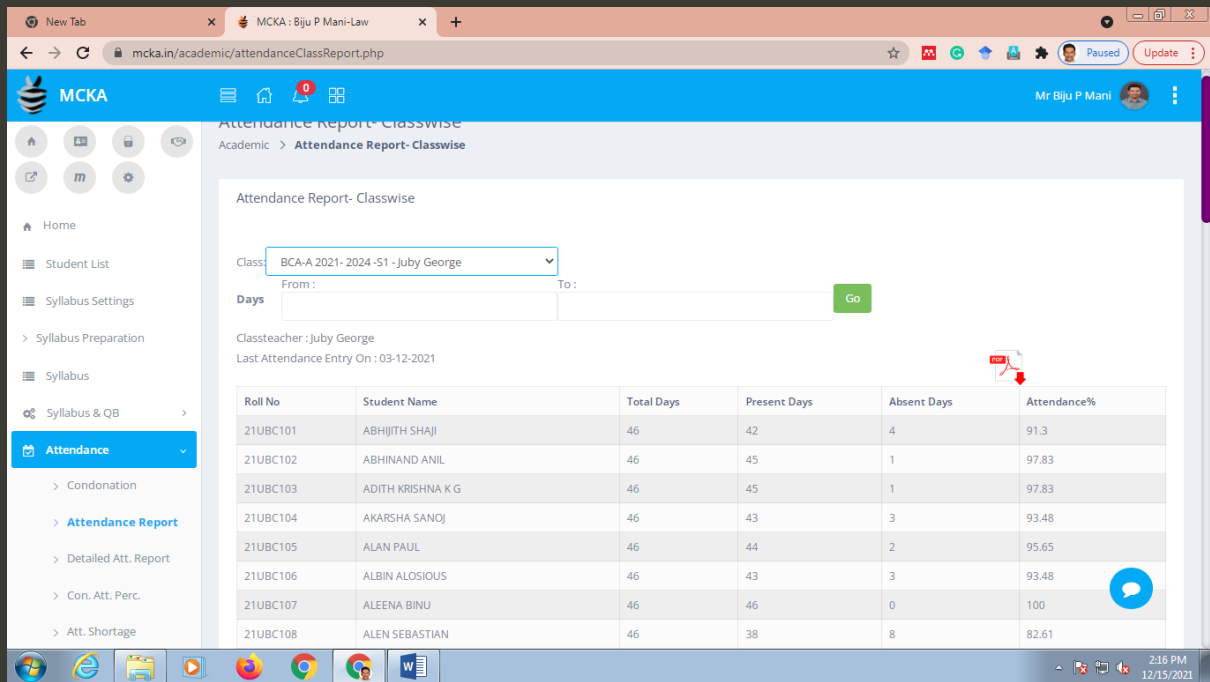 New Tab
MCKA : Biju P Mani-Law
mcka.in/academic/attendanceClassReport.php
Paused
Update
MCKA
0
Mr Biju P Mani
m
Home
Student List
Syllabus Settings
Syllabus Preparation
Syllabus
Syllabus & QB
Attendance
Condonation
Attendance Report
Detailed Att. Report
Con. Att. Perc.
Att. Shortage
Attendance Report- Classwise
Academic > Attendance Report- Classwise
Attendance Report- Classwise
Class: BCA-A 2021- 2024 -S1 - Juby George
From : To :
Days Go
Classteacher : Juby George
Last Attendance Entry On : 03-12-2021
PDF
Roll No Student Name Total Days Present Days Absent Days Attendance%
21UBC101 ABHIJITH SHAJI 46 42 4 91.3
21UBC102 ABHINAND ANIL 46 45 1 97.83
21UBC103 ADITH KRISHNA K G 46 45 1 97.83
21UBC104 AKARSHA SANOJ 46 43 3 93.48
21UBC105 ALAN PAUL 46 44 2 95.65
21UBC106 ALBIN ALOSIOUS 46 43 3 93.48
21UBC107 ALEENA BINU 46 46 0 100
21UBC108 ALEN SEBASTIAN 46 38 8 82.61
W
2:16 PM
12/15/2021